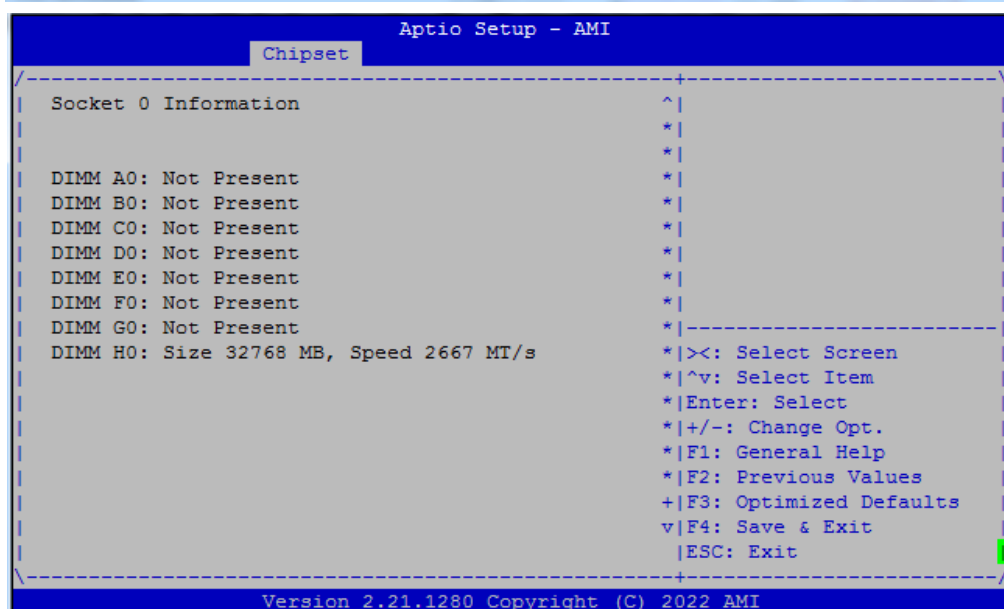 Aptio Setup - AMI
Chipset
Socket 0 Information
DIMM A0: Not Present
DIMM B0: Not Present
DIMM C0: Not Present
DIMM D0: Not Present
DIMM E0: Not Present
DIMM F0: Not Present
DIMM G0: Not Present
DIMM H0: Size 32768 MB, Speed 2667 MT/s
><: Select Screen
^v: Select Item
Enter: Select
+/-: Change Opt.
F1: General Help
F2: Previous Values
F3: Optimized Defaults
F4: Save & Exit
ESC: Exit
Version 2.21.1280 Copyright (C) 2022 AMI